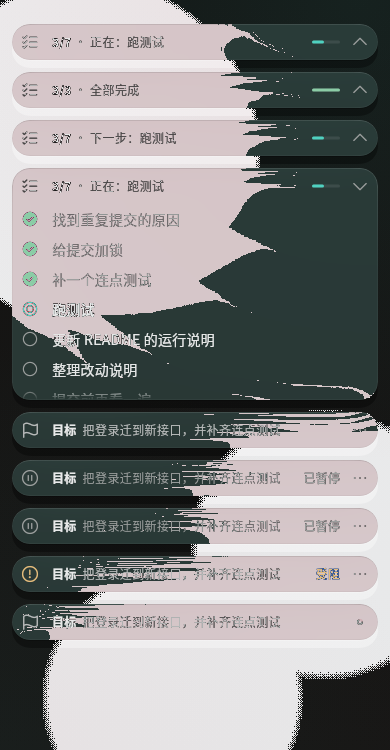 3/7 · 正在：跑测试
3/3 · 全部完成
3/7 · 下一步：跑测试
3/7 · 正在：跑测试
找到重复提交的原因
给提交加锁
补一个连点测试
跑测试
更新 README 的运行说明
整理改动说明
目标 把登录迁到新接口，并补齐连点测试
目标 把登录迁到新接口，并补齐连点测试 已暂停 ···
目标 把登录迁到新接口，并补齐连点测试 已暂停 ···
目标 把登录迁到新接口，并补齐连点测试 ···
目标 把登录迁到新接口，并补齐连点测试